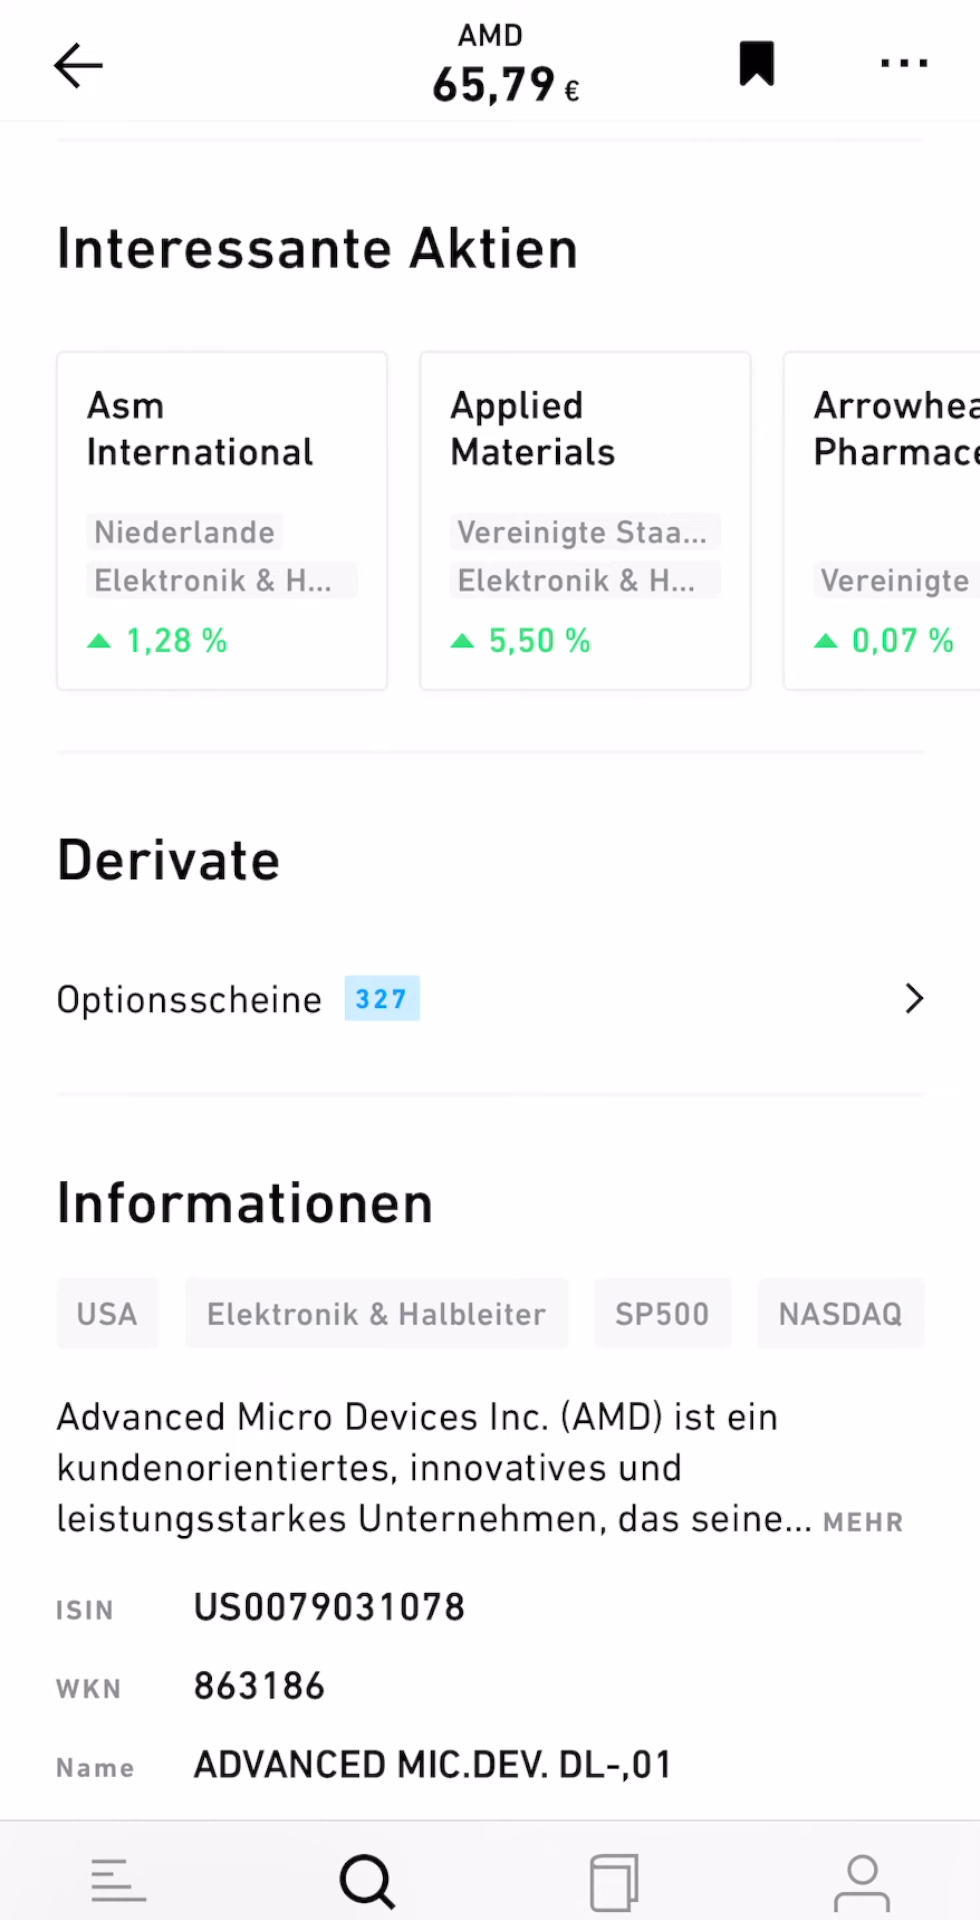 AMD
65,79 €
Interessante Aktien
Asm
International
Niederlande
Elektronik & H...
1,28 %
Applied
Materials
Vereinigte Staa...
Elektronik & H...
5,50 %
Arrowhea
Pharmace
Vereinigte
0,07 %
Derivate
Optionsscheine 327
Informationen
USA Elektronik & Halbleiter SP500 NASDAQ
Advanced Micro Devices Inc. (AMD) ist ein
kundenorientiertes, innovatives und
leistungsstarkes Unternehmen, das seine... MEHR
ISIN US0079031078
WKN 863186
Name ADVANCED MIC.DEV. DL-,01